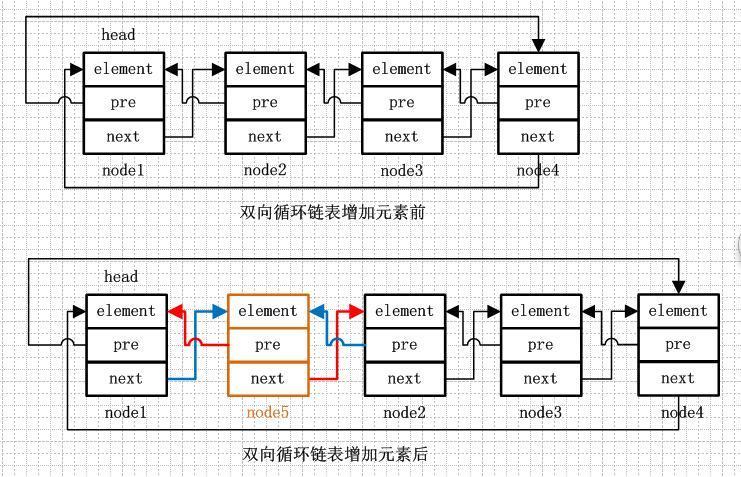 head
element element element element
pre pre pre pre
next next next next
node1 node2 node3 node4
双向循环链表增加元素前
head
element element element element element
pre pre pre pre pre
next next next next next
node1 node5 node2 node3 node4
双向循环链表增加元素后